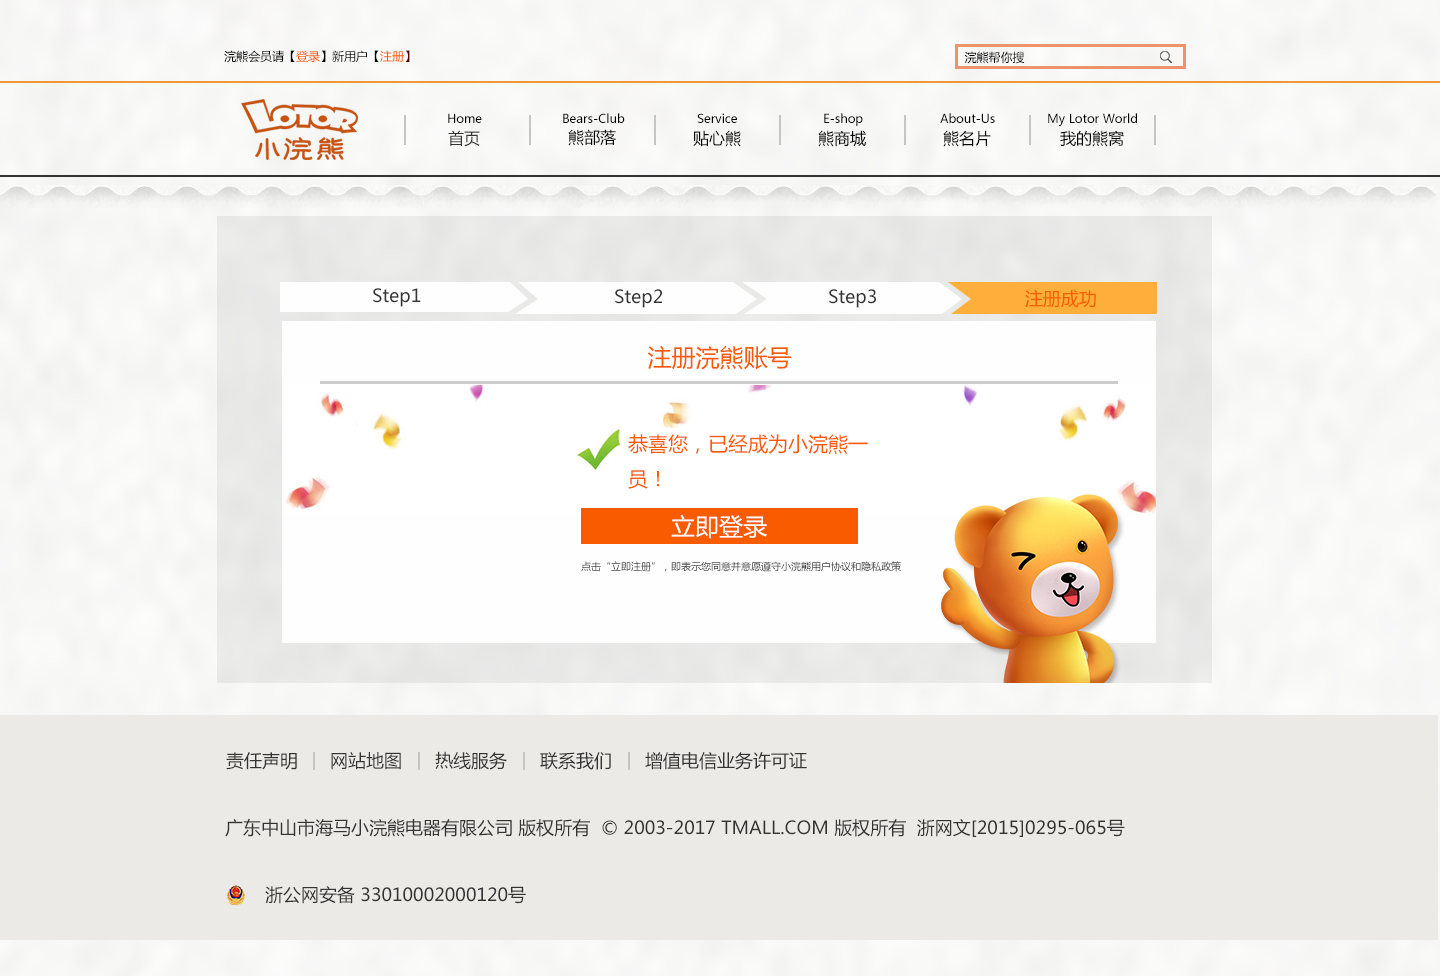 浣熊会员请【登录】新用户【注册】
浣熊帮你搜
LOTOR
小浣熊
Home
首页
Bears-Club
熊部落
Service
贴心熊
E-shop
熊商城
About-Us
熊名片
My Lotor World
我的熊窝
Step1
Step2
Step3
注册成功
注册浣熊账号
恭喜您，已经成为小浣熊一
员！
立即登录
点击“立即注册”，即表示您同意并意愿遵守小浣熊用户协议和隐私政策
责任声明 | 网站地图 | 热线服务 | 联系我们 | 增值电信业务许可证
广东中山市海马小浣熊电器有限公司 版权所有 © 2003-2017 TMALL.COM 版权所有 浙网文[2015]0295-065号
浙公网安备 33010002000120号